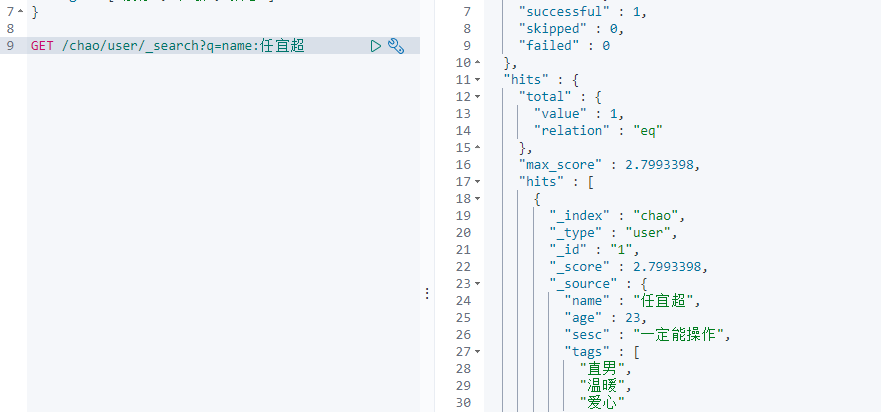 7 }
8
9 GET /chao/user/_search?q=name:任宜超
7 "successful" : 1,
8 "skipped" : 0,
9 "failed" : 0
10 },
11 "hits" : {
12 "total" : {
13 "value" : 1,
14 "relation" : "eq"
15 },
16 "max_score" : 2.7993398,
17 "hits" : [
18 {
19 "_index" : "chao",
20 "_type" : "user",
21 "_id" : "1",
22 "_score" : 2.7993398,
23 "_source" : {
24 "name" : "任宜超",
25 "age" : 23,
26 "sesc" : "一定能操作",
27 "tags" : [
28 "直男",
29 "温暖",
30 "爱心"